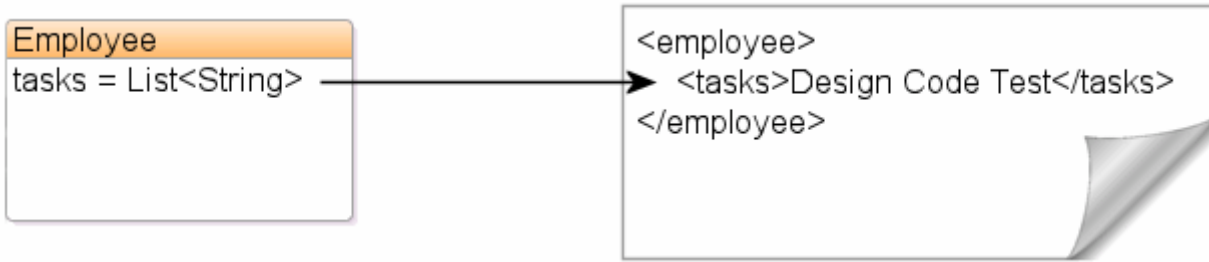 Employee
tasks = List<String>
<employee>
<tasks>Design Code Test</tasks>
</employee>